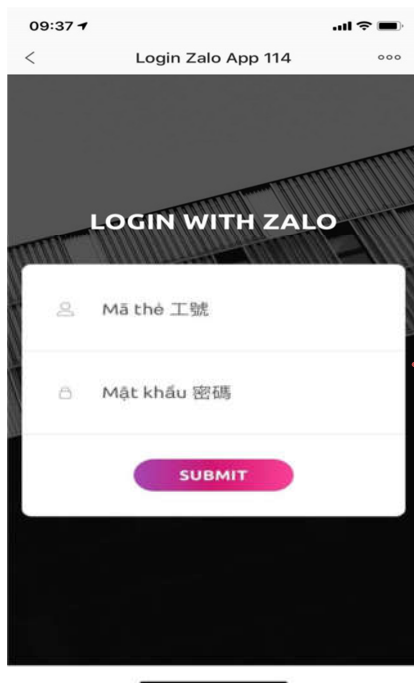 09:37
Login Zalo App 114
LOGIN WITH ZALO
Mã thẻ 工號
Mật khẩu 密碼
SUBMIT